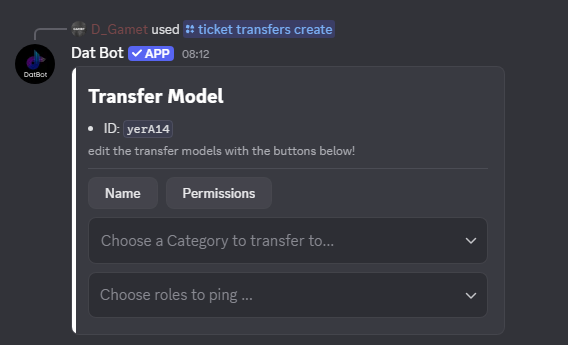 D_Gamet used ticket transfers create
Dat Bot ✓ APP 08:12
DatBot
Transfer Model
• ID: yerA14
edit the transfer models with the buttons below!
Name Permissions
Choose a Category to transfer to...
Choose roles to ping ...